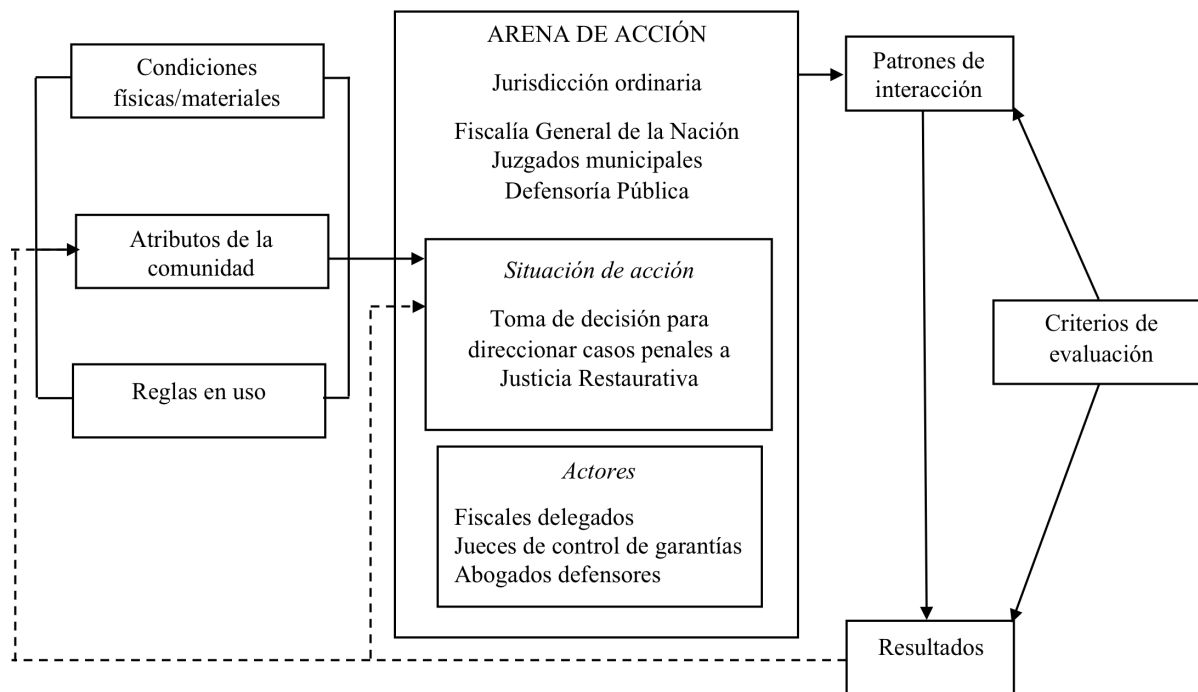 Condiciones
físicas/materiales
Atributos de la
comunidad
Reglas en uso
ARENA DE ACCIÓN
Jurisdicción ordinaria
Fiscalía General de la Nación
Juzgados municipales
Defensoría Pública
Situación de acción
Toma de decisión para
direccionar casos penales a
Justicia Restaurativa
Actores
Fiscales delegados
Jueces de control de garantías
Abogados defensores
Patrones de
interacción
Criterios de
evaluación
Resultados